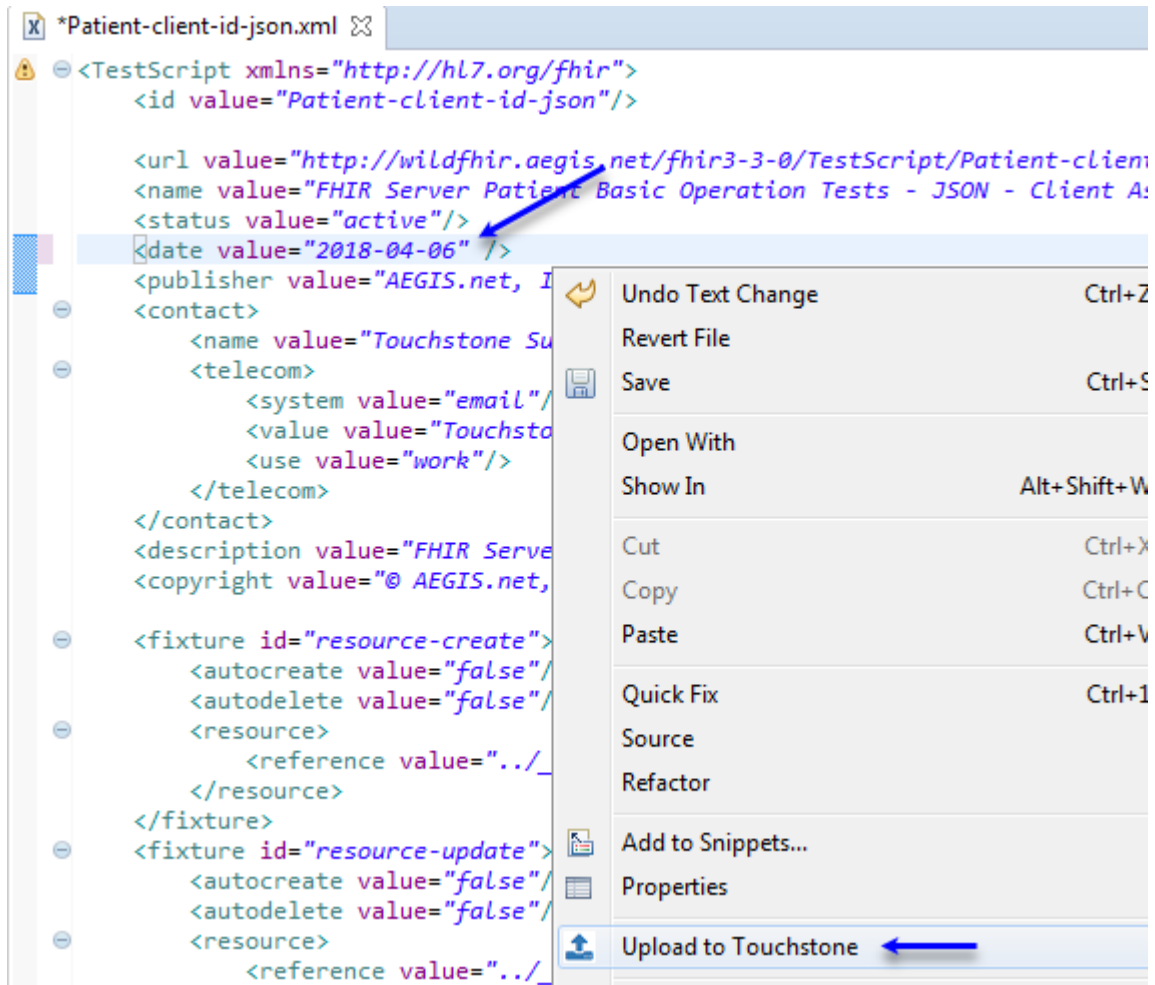 *Patient-client-id-json.xml
<TestScript xmlns="http://hl7.org/fhir">
<id value="Patient-client-id-json"/>
<url value="http://wildfhir.aegis.net/fhir3-3-0/TestScript/Patient-client
<name value="FHIR Server Patient Basic Operation Tests - JSON - Client As
<status value="active"/>
<date value="2018-04-06" />
<publisher value="AEGIS.net, I
<contact>
<name value="Touchstone Su
<telecom>
<system value="email"/
<value value="Touchsto
<use value="work"/>
</telecom>
</contact>
<description value="FHIR Serve
<copyright value="© AEGIS.net,
<fixture id="resource-create">
<autocreate value="false"/
<autodelete value="false"/
<resource>
<reference value="../_
</resource>
</fixture>
<fixture id="resource-update">
<autocreate value="false"/
<autodelete value="false"/
<resource>
<reference value="../_
Undo Text Change Ctrl+Z
Revert File
Save Ctrl+S
Open With
Show In Alt+Shift+W
Cut Ctrl+X
Copy Ctrl+C
Paste Ctrl+V
Quick Fix Ctrl+1
Source
Refactor
Add to Snippets...
Properties
Upload to Touchstone